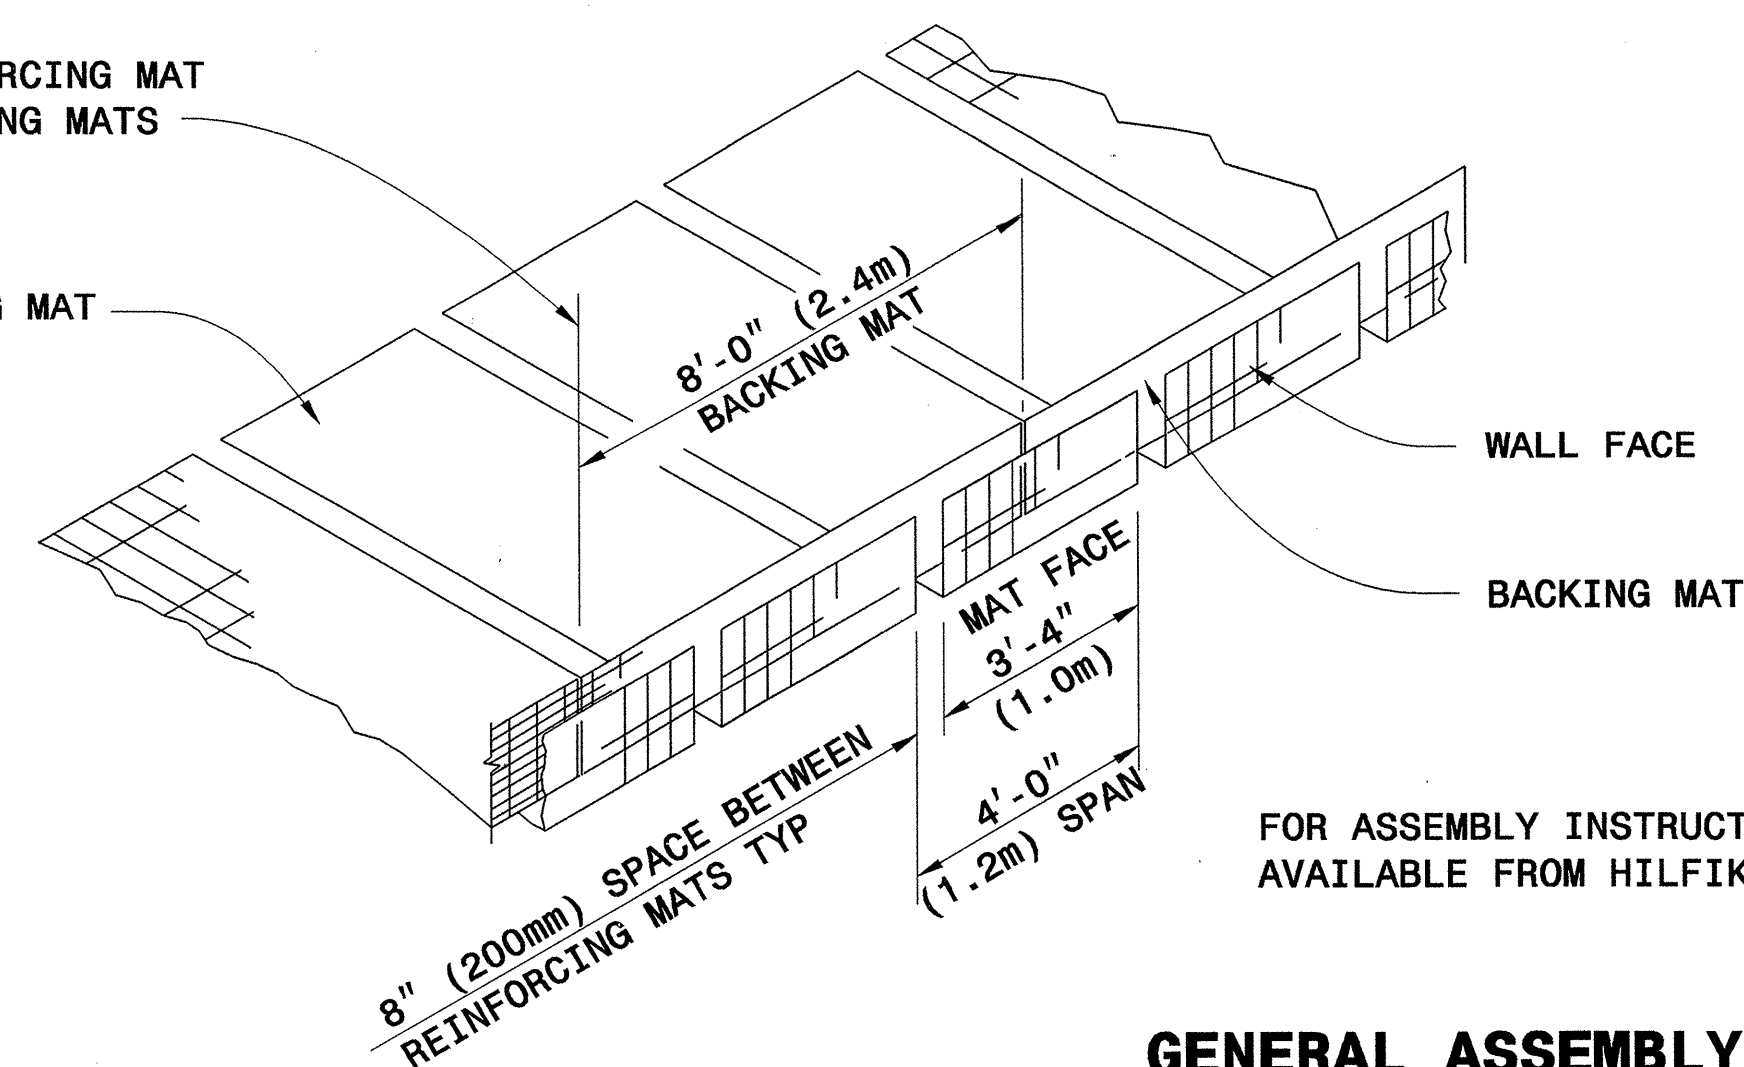 RCING MAT
NG MATS
MAT
8'-0" (2.4m)
BACKING MAT
WALL FACE
BACKING MAT
MAT FACE
3'-4"
(1.0m)
4'-0"
(1.2m) SPAN
8" (200mm) SPACE BETWEEN
REINFORCING MATS TYP
FOR ASSEMBLY INSTRUCT
AVAILABLE FROM HILFIK
GENERAL ASSEMBLY